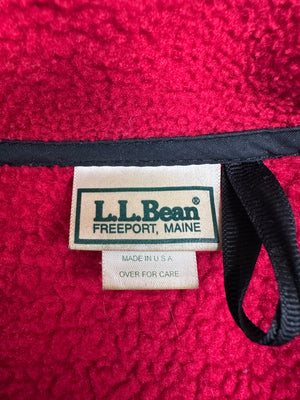 L.L.Bean®
FREEPORT, MAINE
MADE IN U.S.A
OVER FOR CARE